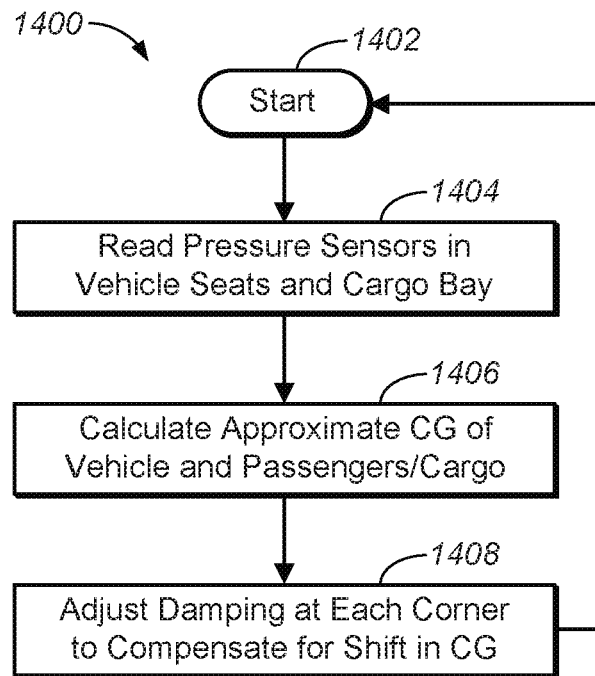 1400
1402
Start
1404
Read Pressure Sensors in
Vehicle Seats and Cargo Bay
1406
Calculate Approximate CG of
Vehicle and Passengers/Cargo
1408
Adjust Damping at Each Corner
to Compensate for Shift in CG